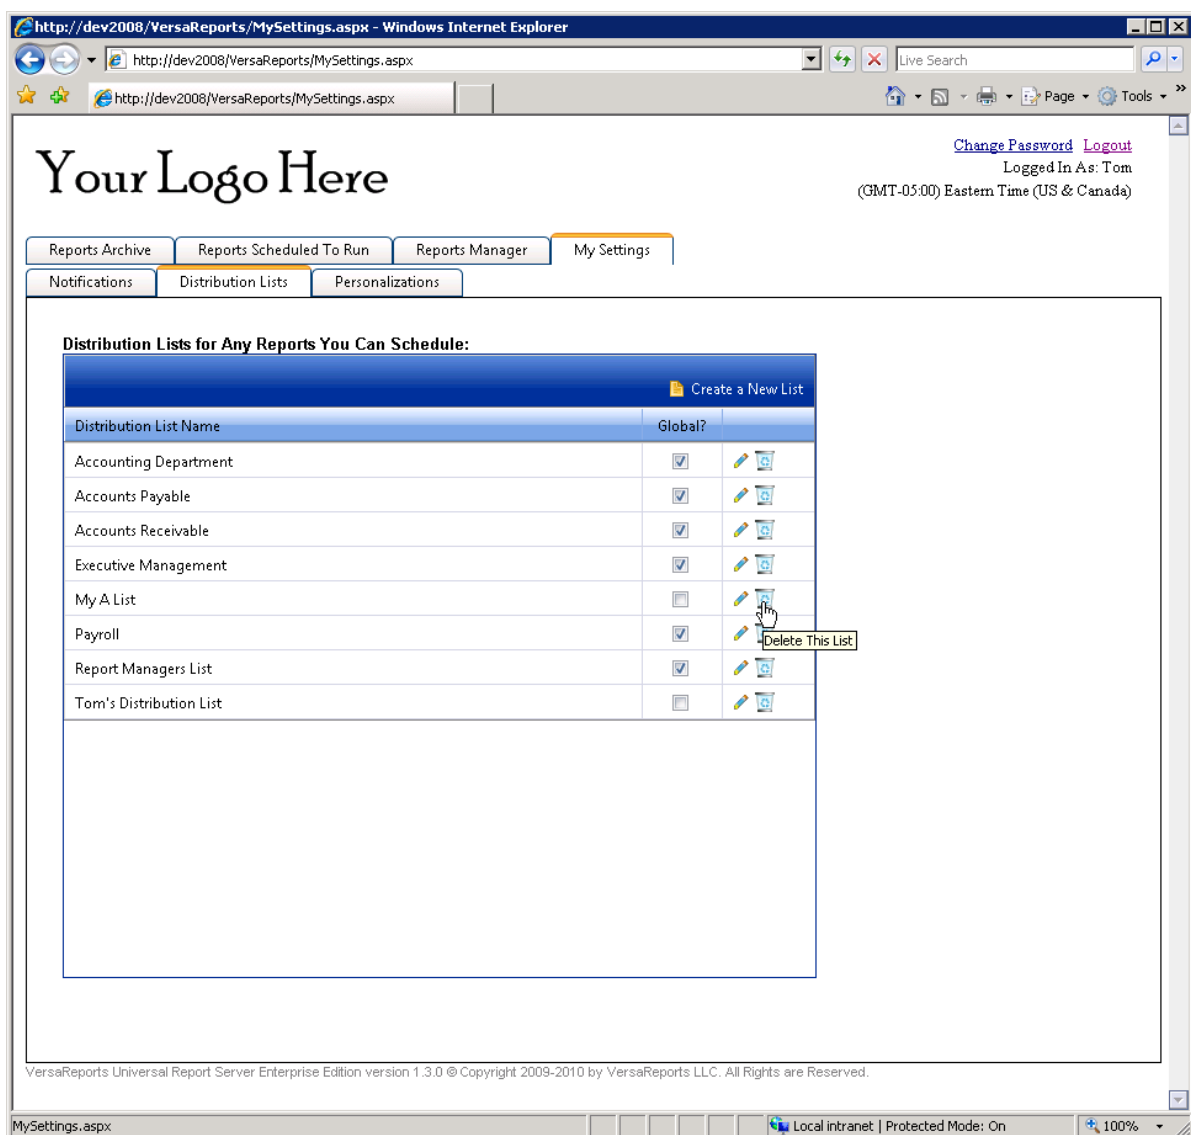 http://dev2008/VersaReports/MySettings.aspx - Windows Internet Explorer
http://dev2008/VersaReports/MySettings.aspx
Live Search
http://dev2008/VersaReports/MySettings.aspx
Page
Tools
Your Logo Here
Change Password Logout
Logged In As: Tom
(GMT-05:00) Eastern Time (US & Canada)
Reports Archive Reports Scheduled To Run Reports Manager My Settings
Notifications Distribution Lists Personalizations
Distribution Lists for Any Reports You Can Schedule:
Create a New List
Distribution List Name Global?
Accounting Department
Accounts Payable
Accounts Receivable
Executive Management
My A List
Payroll
Delete This List
Report Managers List
Tom's Distribution List
VersaReports Universal Report Server Enterprise Edition version 1.3.0 © Copyright 2009-2010 by VersaReports LLC. All Rights are Reserved.
MySettings.aspx
Local intranet | Protected Mode: On
100%